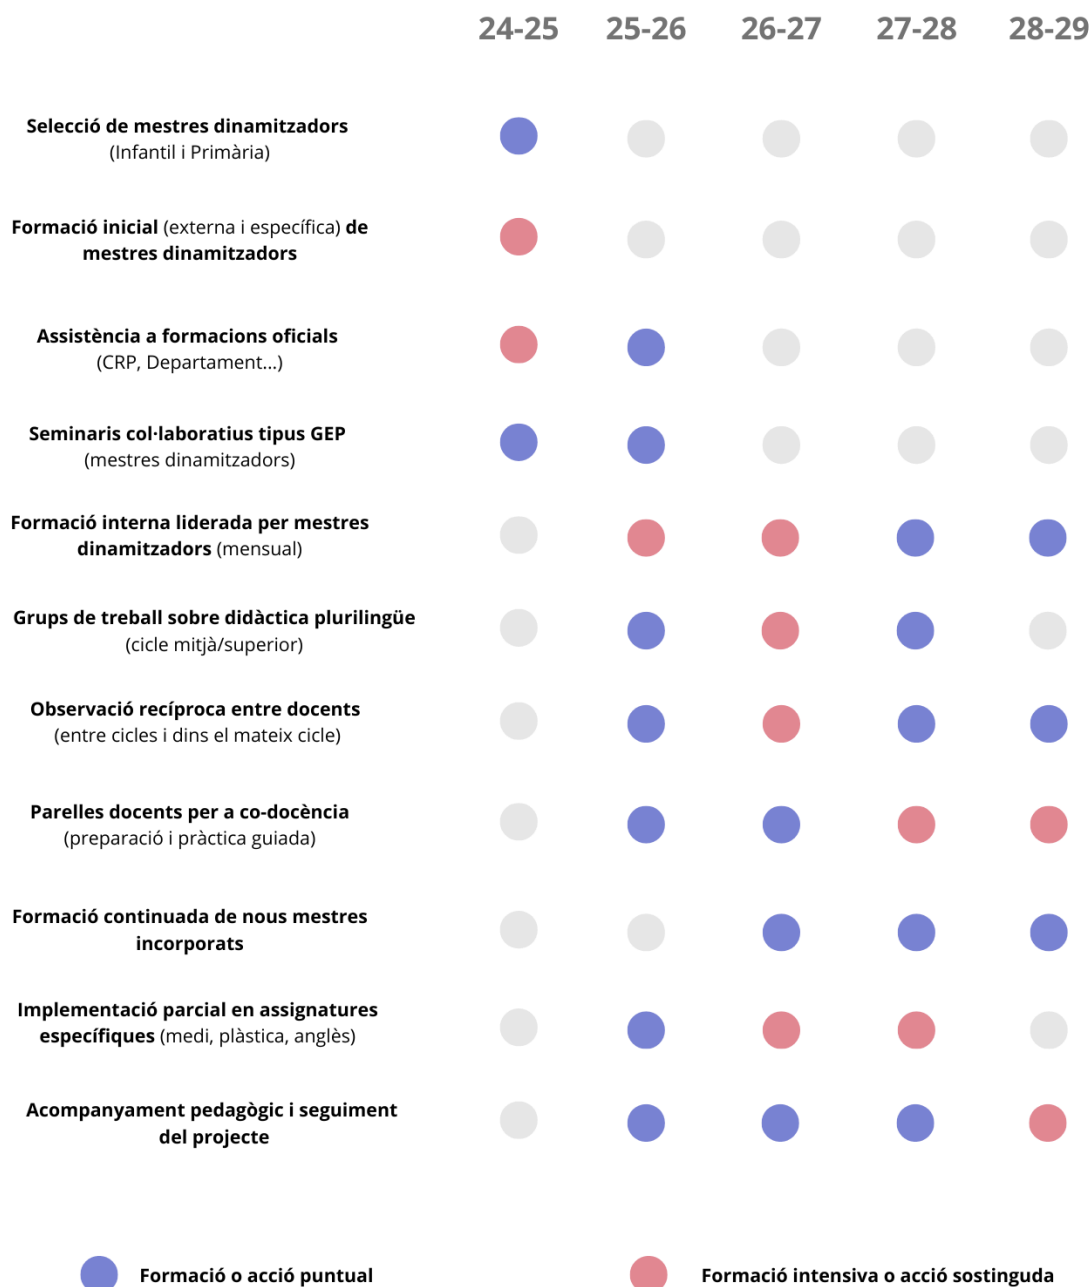 24-25 25-26 26-27 27-28 28-29
Selecció de mestres dinamitzadors
(Infantil i Primària)
Formació inicial (externa i específica) de
mestres dinamitzadors
Assistència a formacions oficials
(CRP, Departament...)
Seminaris col·laboratius tipus GEP
(mestres dinamitzadors)
Formació interna liderada per mestres
dinamitzadors (mensual)
Grups de treball sobre didàctica plurilingüe
(cicle mitjà/superior)
Observació recíproca entre docents
(entre cicles i dins el mateix cicle)
Parelles docents per a co-docència
(preparació i pràctica guiada)
Formació continuada de nous mestres
incorporats
Implementació parcial en assignatures
específiques (medi, plàstica, anglès)
Acompanyament pedagògic i seguiment
del projecte
Formació o acció puntual
Formació intensiva o acció sostinguda